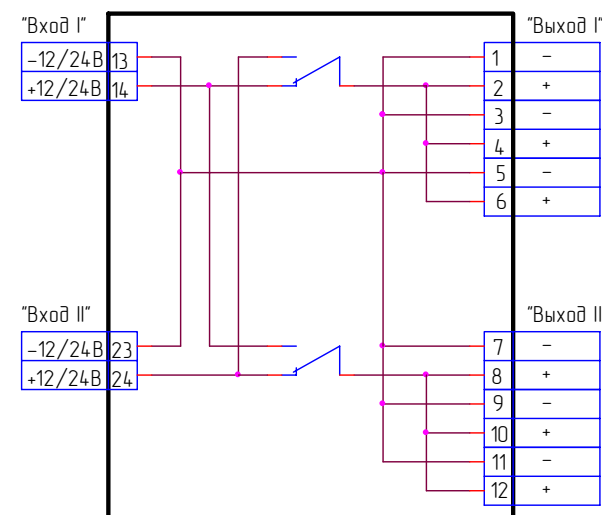 "Вход I"
−12/24В 13
+12/24В 14
"Выход I"
1 −
2 +
3 −
4 +
5 −
6 +
"Вход II"
−12/24В 23
+12/24В 24
"Выход II
7 −
8 +
9 −
10 +
11 −
12 +